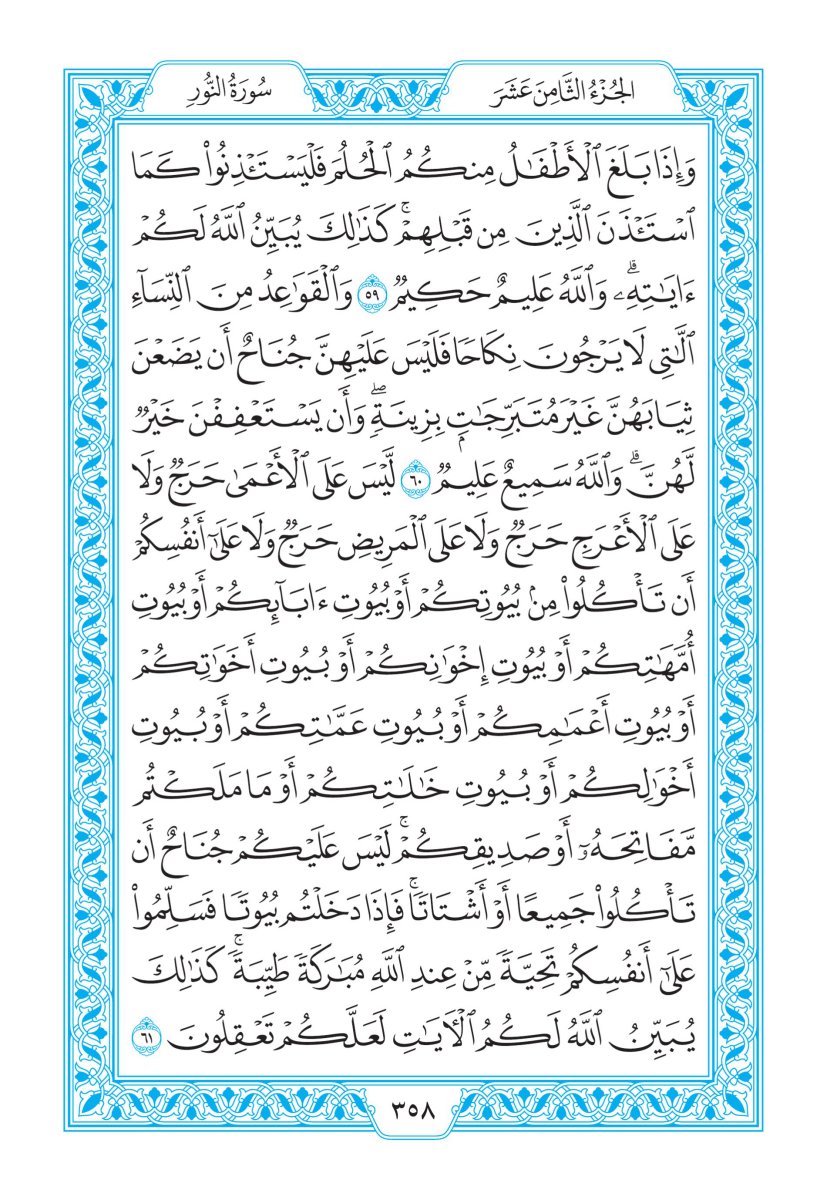 الجُزْءُ الثَّامِنَ عَشَرَ
سُورَةُ النُّورِ
وَإِذَا بَلَغَ ٱلْأَطْفَٰلُ مِنكُمُ ٱلْحُلُمَ فَلْيَسْتَـْٔذِنُوا۟ كَمَا
ٱسْتَـْٔذَنَ ٱلَّذِينَ مِن قَبْلِهِمْ ۚ كَذَٰلِكَ يُبَيِّنُ ٱللَّهُ لَكُمْ
ءَايَٰتِهِۦ ۗ وَٱللَّهُ عَلِيمٌ حَكِيمٌ ٥٩ وَٱلْقَوَٰعِدُ مِنَ ٱلنِّسَآءِ
ٱلَّٰتِى لَا يَرْجُونَ نِكَاحًا فَلَيْسَ عَلَيْهِنَّ جُنَاحٌ أَن يَضَعْنَ
ثِيَابَهُنَّ غَيْرَ مُتَبَرِّجَٰتٍۭ بِزِينَةٍ ۖ وَأَن يَسْتَعْفِفْنَ خَيْرٌ
لَّهُنَّ ۗ وَٱللَّهُ سَمِيعٌ عَلِيمٌ ٦٠ لَّيْسَ عَلَى ٱلْأَعْمَىٰ حَرَجٌ وَلَا
عَلَى ٱلْأَعْرَجِ حَرَجٌ وَلَا عَلَى ٱلْمَرِيضِ حَرَجٌ وَلَا عَلَىٰٓ أَنفُسِكُمْ
أَن تَأْكُلُوا۟ مِنۢ بُيُوتِكُمْ أَوْ بُيُوتِ ءَابَآئِكُمْ أَوْ بُيُوتِ
أُمَّهَٰتِكُمْ أَوْ بُيُوتِ إِخْوَٰنِكُمْ أَوْ بُيُوتِ أَخَوَٰتِكُمْ
أَوْ بُيُوتِ أَعْمَٰمِكُمْ أَوْ بُيُوتِ عَمَّٰتِكُمْ أَوْ بُيُوتِ
أَخْوَٰلِكُمْ أَوْ بُيُوتِ خَٰلَٰتِكُمْ أَوْ مَا مَلَكْتُم
مَّفَاتِحَهُۥٓ أَوْ صَدِيقِكُمْ ۚ لَيْسَ عَلَيْكُمْ جُنَاحٌ أَن
تَأْكُلُوا۟ جَمِيعًا أَوْ أَشْتَاتًا ۚ فَإِذَا دَخَلْتُم بُيُوتًا فَسَلِّمُوا۟
عَلَىٰٓ أَنفُسِكُمْ تَحِيَّةً مِّنْ عِندِ ٱللَّهِ مُبَٰرَكَةً طَيِّبَةً ۚ كَذَٰلِكَ
يُبَيِّنُ ٱللَّهُ لَكُمُ ٱلْـَٔايَٰتِ لَعَلَّكُمْ تَعْقِلُونَ ٦١
٣٥٨